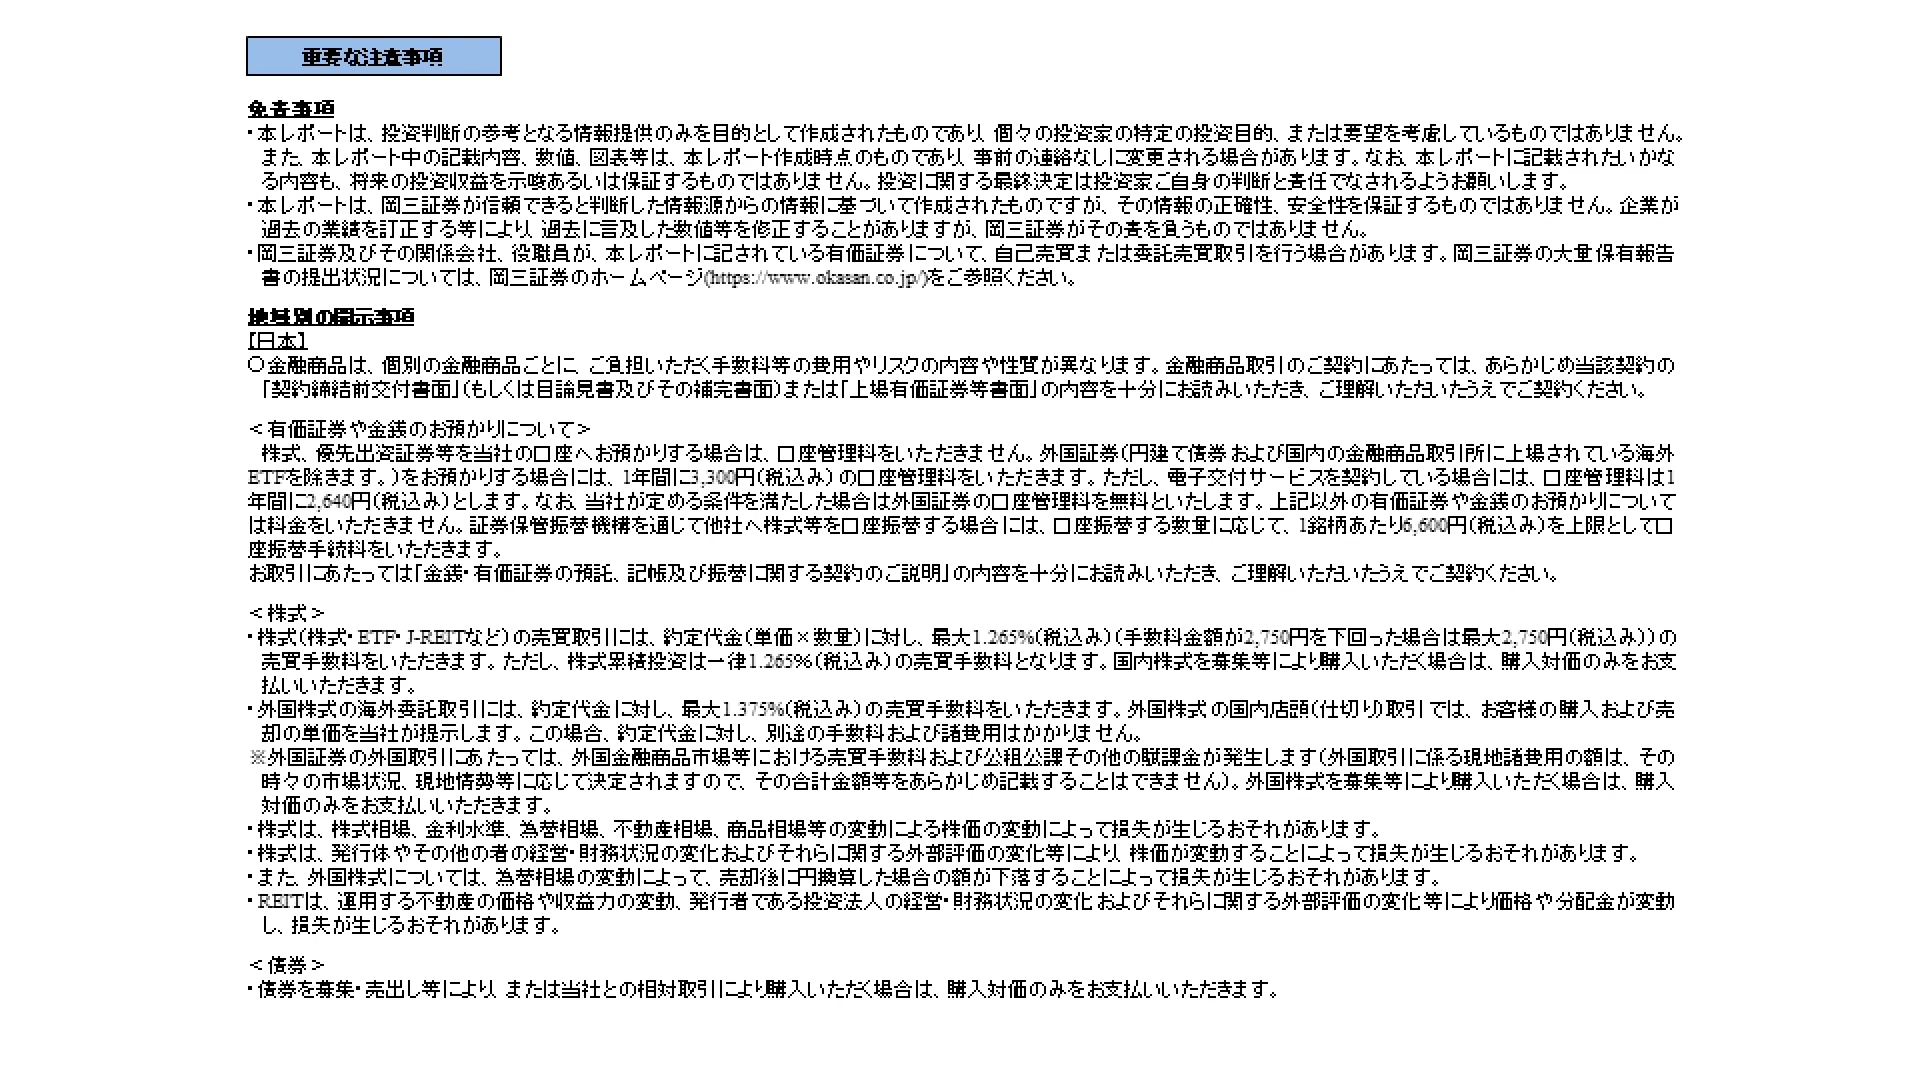 重要な注意事項
免責事項
・本レポートは、投資判断の参考となる情報提供のみを目的として作成されたものであり、個々の投資家の特定の投資目的、または要望を考慮しているものではありません。
また、本レポート中の記載内容、数値、図表等は、本レポート作成時点のものであり、事前の連絡なしに変更される場合があります。なお、本レポートに記載されたいかな
る内容も、将来の投資収益を示唆あるいは保証するものではありません。投資に関する最終決定は投資家ご自身の判断と責任でなされるようお願いします。
・本レポートは、岡三証券が信頼できると判断した情報源からの情報に基づいて作成されたものですが、その情報の正確性、安全性を保証するものではありません。企業が
過去の業績を訂正する等により、過去に言及した数値等を修正することがありますが、岡三証券がその責を負うものではありません。
・岡三証券及びその関係会社、役職員が、本レポートに記されている有価証券について、自己売買または委託売買取引を行う場合があります。岡三証券の大量保有報告
書の提出状況については、岡三証券のホームページ(https://www.okasan.co.jp/)をご参照ください。
地域別の開示事項
[日本]
○金融商品は、個別の金融商品ごとに、ご負担いただく手数料等の費用やリスクの内容や性質が異なります。金融商品取引のご契約にあたっては、あらかじめ当該契約の
「契約締結前交付書面」（もしくは目論見書及びその補完書面）または「上場有価証券等書面」の内容を十分にお読みいただき、ご理解いただいたうえでご契約ください。
＜有価証券や金銭のお預かりについて＞
株式、優先出資証券等を当社の口座へお預かりする場合は、口座管理料をいただきません。外国証券（円建て債券および国内の金融商品取引所に上場されている海外
ETFを除きます。）をお預かりする場合には、1年間に3,300円（税込み）の口座管理料をいただきます。ただし、電子交付サービスを契約している場合には、口座管理料は1
年間に2,640円（税込み）とします。なお、当社が定める条件を満たした場合は外国証券の口座管理料を無料といたします。上記以外の有価証券や金銭のお預かりについて
は料金をいただきません。証券保管振替機構を通じて他社へ株式等を口座振替する場合には、口座振替する数量に応じて、1銘柄あたり6,600円（税込み）を上限として口
座振替手続料をいただきます。
お取引にあたっては「金銭・有価証券の預託、記帳及び振替に関する契約のご説明」の内容を十分にお読みいただき、ご理解いただいたうえでご契約ください。
＜株式＞
・株式（株式・ETF・J-REITなど）の売買取引には、約定代金（単価×数量）に対し、最大1.265%（税込み）（手数料金額が2,750円を下回った場合は最大2,750円（税込み））の
売買手数料をいただきます。ただし、株式累積投資は一律1.265%（税込み）の売買手数料となります。国内株式を募集等により購入いただく場合は、購入対価のみをお支
払いいただきます。
・外国株式の海外委託取引には、約定代金に対し、最大1.375%（税込み）の売買手数料をいただきます。外国株式の国内店頭（仕切り）取引では、お客様の購入および売
却の単価を当社が提示します。この場合、約定代金に対し、別途の手数料および諸費用はかかりません。
※外国証券の外国取引にあたっては、外国金融商品市場等における売買手数料および公租公課その他の賦課金が発生します（外国取引に係る現地諸費用の額は、その
時々の市場状況、現地情勢等に応じて決定されますので、その合計金額等をあらかじめ記載することはできません）。外国株式を募集等により購入いただく場合は、購入
対価のみをお支払いいただきます。
・株式は、株式相場、金利水準、為替相場、不動産相場、商品相場等の変動による株価の変動によって損失が生じるおそれがあります。
・株式は、発行体やその他の者の経営・財務状況の変化およびそれらに関する外部評価の変化等により、株価が変動することによって損失が生じるおそれがあります。
・また、外国株式については、為替相場の変動によって、売却後に円換算した場合の額が下落することによって損失が生じるおそれがあります。
・REITは、運用する不動産の価格や収益力の変動、発行者である投資法人の経営・財務状況の変化およびそれらに関する外部評価の変化等により価格や分配金が変動
し、損失が生じるおそれがあります。
＜債券＞
・債券を募集・売出し等により、または当社との相対取引により購入いただく場合は、購入対価のみをお支払いいただきます。